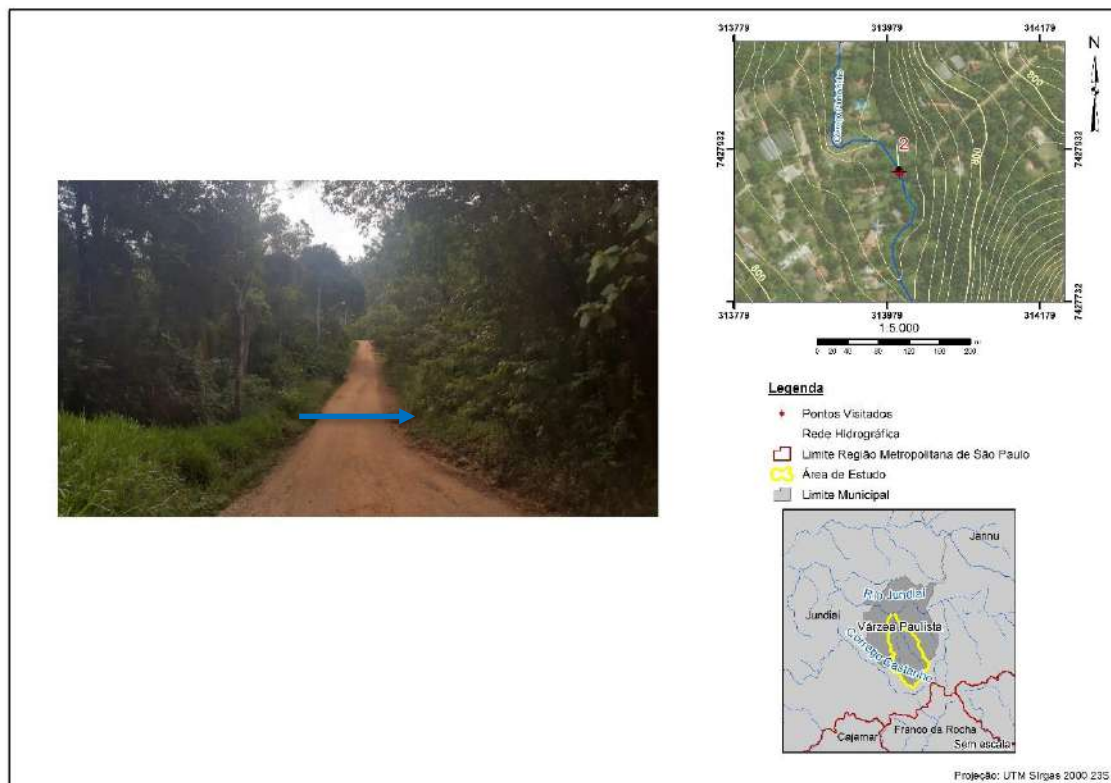 313779 313979 314179
N
800
7427932 7427932
800
800
7427732 7427732
313779 313979 314179
1:5.000
0 20 40 80 120 160 200
Legenda
Pontos Visitados
Rede Hidrográfica
Limite Região Metropolitana de São Paulo
Área de Estudo
Limite Municipal
Jarinu
Rio Jundiaí
Jundiaí
Várzea Paulista
Córrego Castanho
Cajamar
Franco da Rocha
Sem escala
Projeção: UTM Sirgas 2000 23S